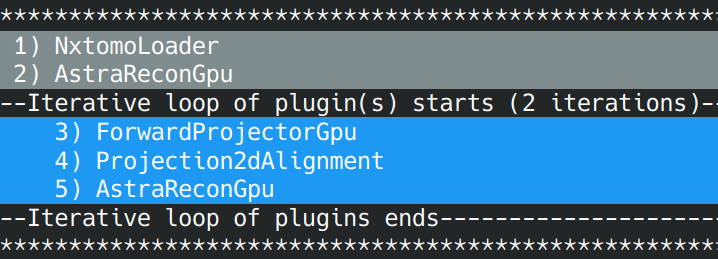 ****************************************************
1) NxtomoLoader
2) AstraReconGpu
--Iterative loop of plugin(s) starts (2 iterations)--
3) ForwardProjectorGpu
4) Projection2dAlignment
5) AstraReconGpu
--Iterative loop of plugins ends---------------------
****************************************************